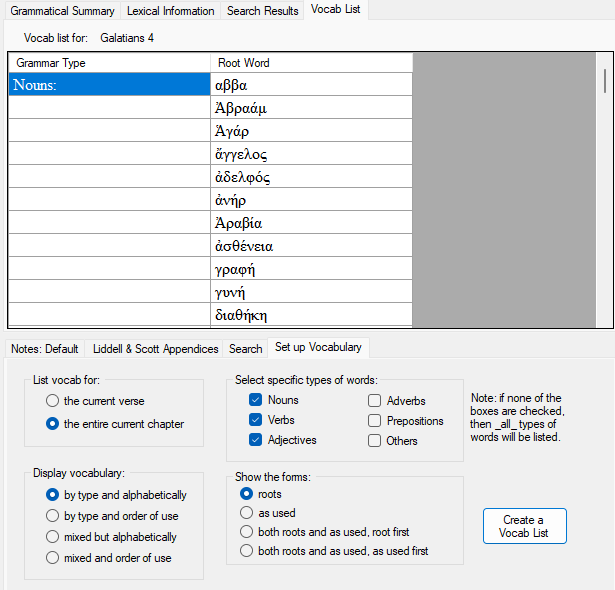 Grammatical Summary Lexical Information Search Results Vocab List
Vocab list for: Galatians 4
Grammar Type Root Word
Nouns: αββα
Ἀβραάμ
Ἁγάρ
ἄγγελος
ἀδελφός
ἀνήρ
Ἀραβία
ἀσθένεια
γραφή
γυνή
διαθήκη
Notes: Default Liddell & Scott Appendices Search Set up Vocabulary
List vocab for:
the current verse
the entire current chapter
Select specific types of words:
Nouns Adverbs
Verbs Prepositions
Adjectives Others
Note: if none of the
boxes are checked,
then _all_ types of
words will be listed.
Display vocabulary:
by type and alphabetically
by type and order of use
mixed but alphabetically
mixed and order of use
Show the forms:
roots
as used
both roots and as used, root first
both roots and as used, as used first
Create a
Vocab List